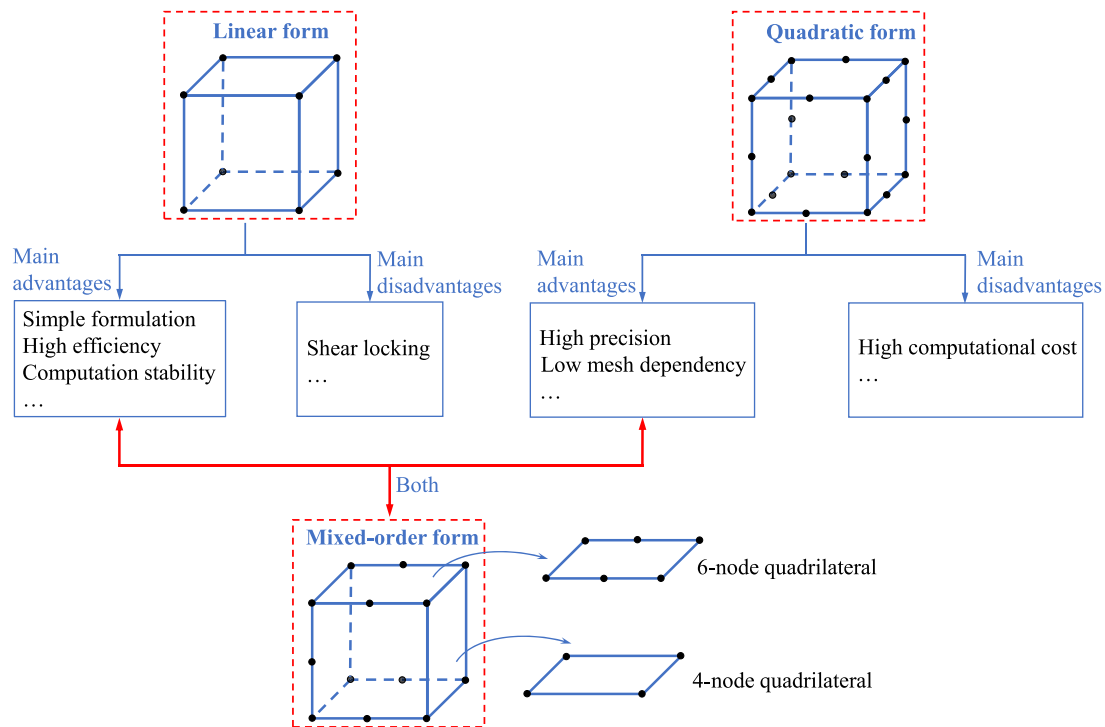 Linear form
Quadratic form
Main
advantages
Main
disadvantages
Main
advantages
Main
disadvantages
Simple formulation
High efficiency
Computation stability
…
Shear locking
…
High precision
Low mesh dependency
…
High computational cost
…
Both
Mixed-order form
6-node quadrilateral
4-node quadrilateral